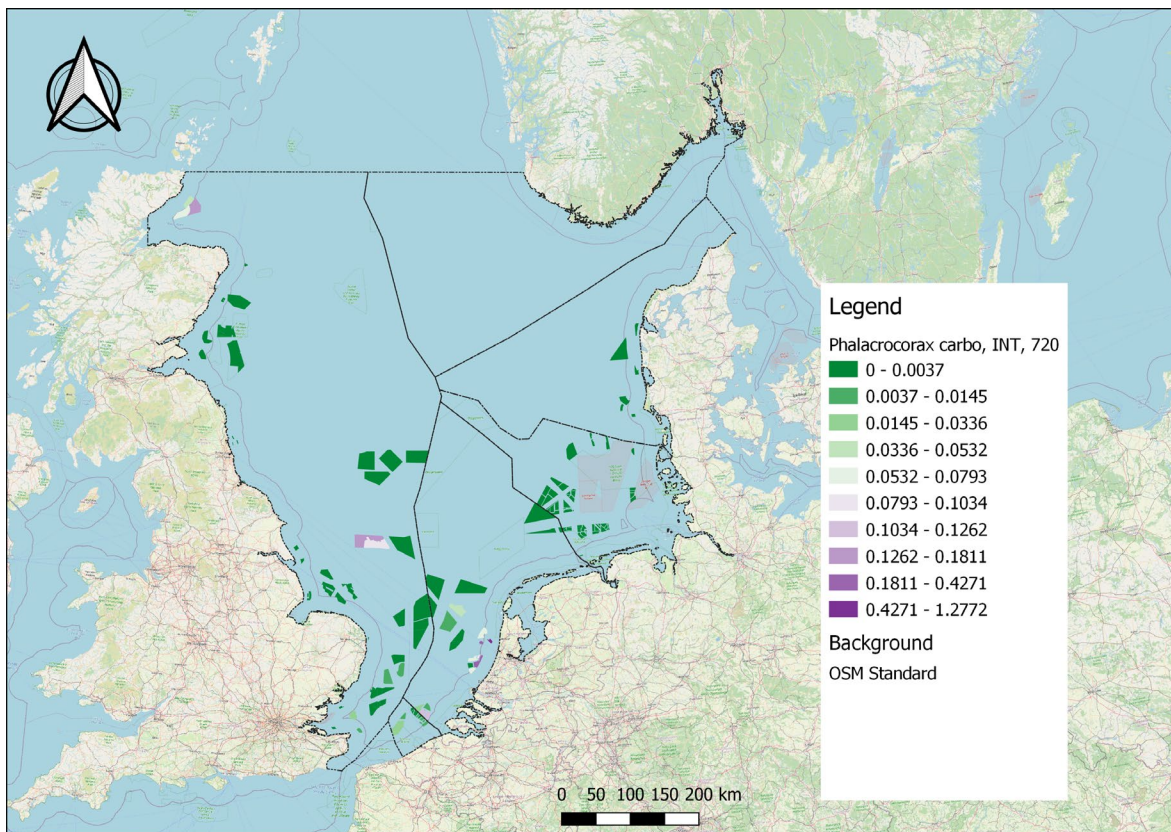 Legend
Phalacrocorax carbo, INT, 720
0 - 0.0037
0.0037 - 0.0145
0.0145 - 0.0336
0.0336 - 0.0532
0.0532 - 0.0793
0.0793 - 0.1034
0.1034 - 0.1262
0.1262 - 0.1811
0.1811 - 0.4271
0.4271 - 1.2772
Background
OSM Standard
0 50 100 150 200 km